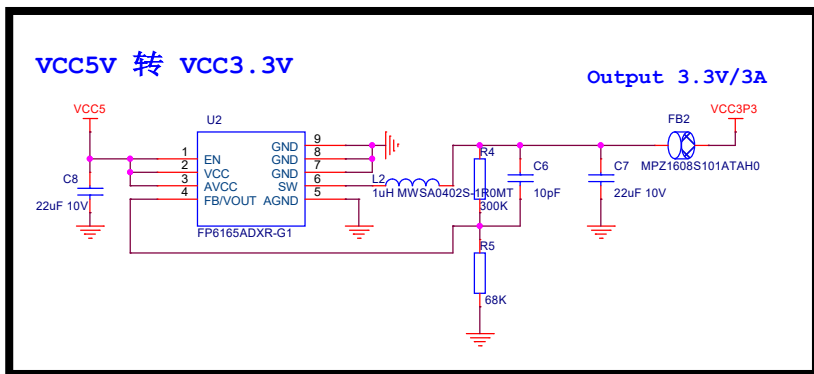 VCC5V 转 VCC3.3V
Output 3.3V/3A
VCC5
U2
FB2
VCC3P3
MPZ1608S101ATAH0
1
EN
2
VCC
3
AVCC
4
FB/VOUT
GND
9
GND
8
GND
7
SW
6
AGND
5
FP6165ADXR-G1
C8
22uF 10V
L2
1uH MWSA0402S-1R0MT
R4
300K
C6
10pF
C7
22uF 10V
R5
68K